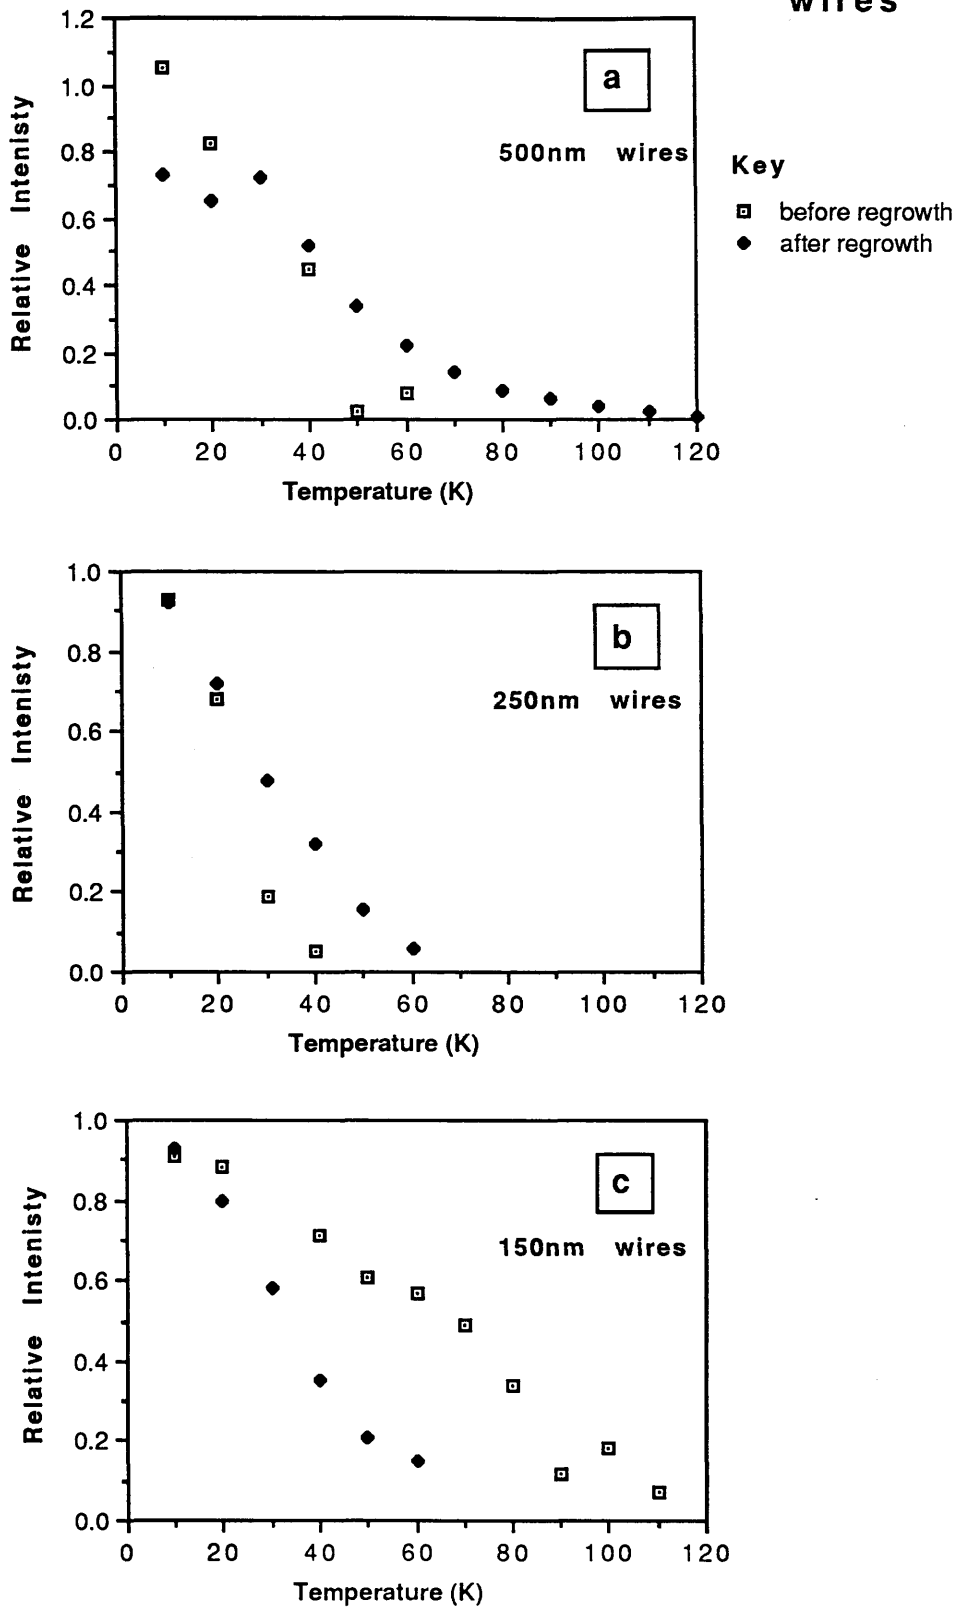 wires
1.2
1.0
0.8
0.6
0.4
0.2
0.0
Relative Intenisty
a
500nm wires
0 20 40 60 80 100 120
Temperature (K)
Key
before regrowth
after regrowth
1.0
0.8
0.6
0.4
0.2
0.0
Relative Intenisty
b
250nm wires
0 20 40 60 80 100 120
Temperature (K)
1.0
0.8
0.6
0.4
0.2
0.0
Relative Intenisty
c
150nm wires
0 20 40 60 80 100 120
Temperature (K)